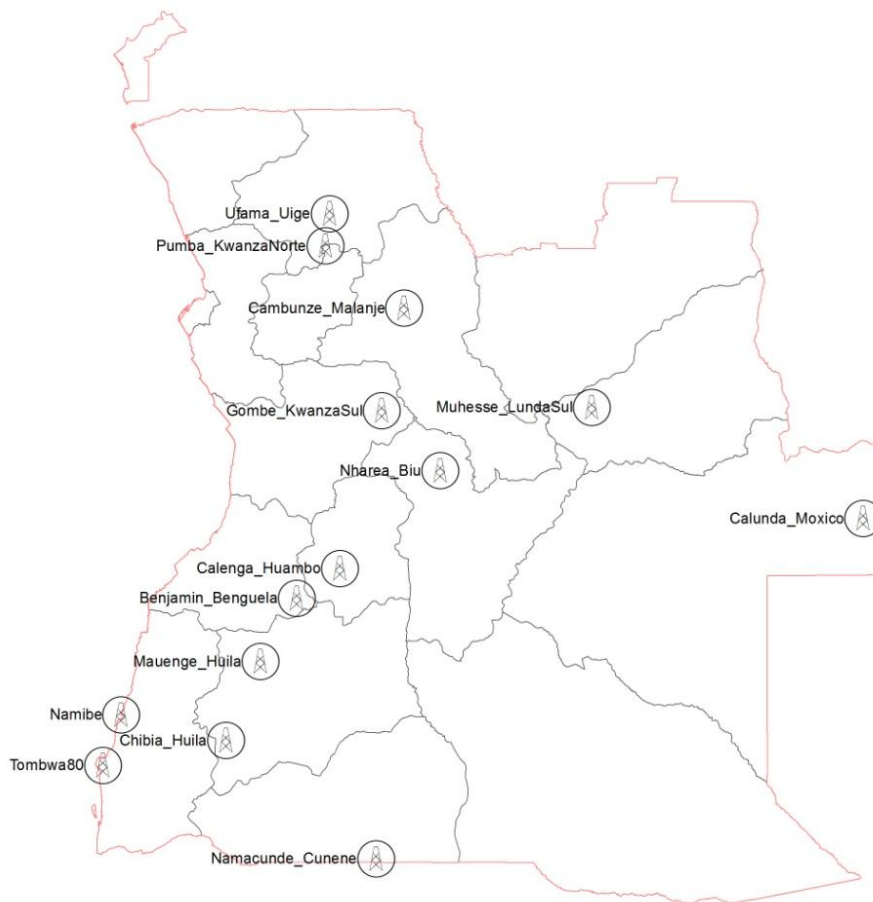 Ufama_Uige
Pumba_KwanzaNorte
Cambunze_Malanje
Gombe_KwanzaSul
Muhesse_LundaSul
Nharea_Biu
Calunda_Moxico
Calenga_Huambo
Benjamin_Benguela
Mauenge_Huila
Namibe
Chibia_Huila
Tombwa80
Namacunde_Cunene